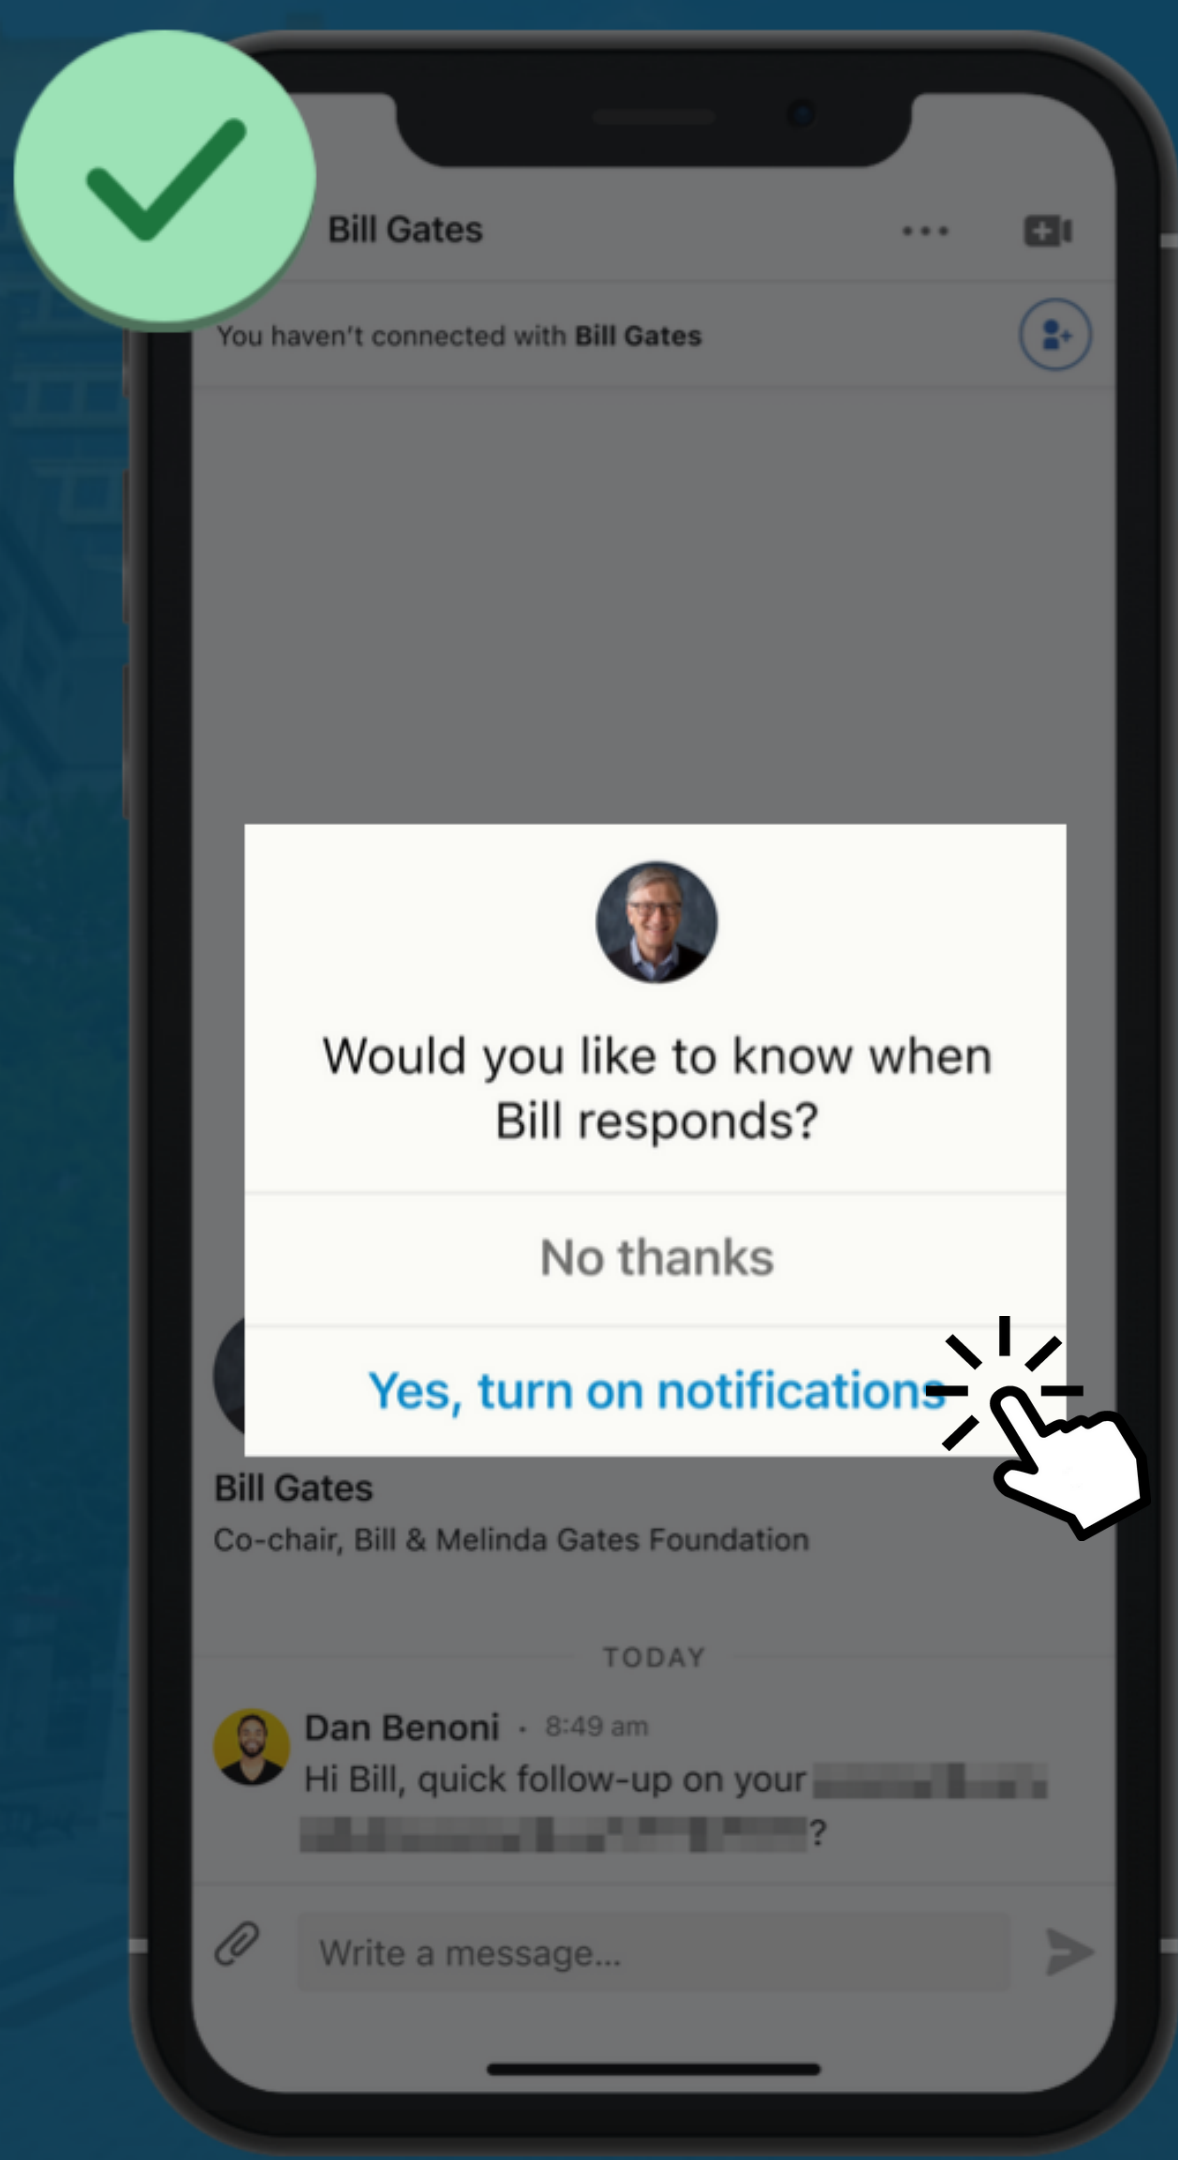 Bill Gates
You haven't connected with Bill Gates
Would you like to know when
Bill responds?
No thanks
Yes, turn on notifications
Bill Gates
Co-chair, Bill & Melinda Gates Foundation
TODAY
Dan Benoni · 8:49 am
Hi Bill, quick follow-up on your
?
Write a message...